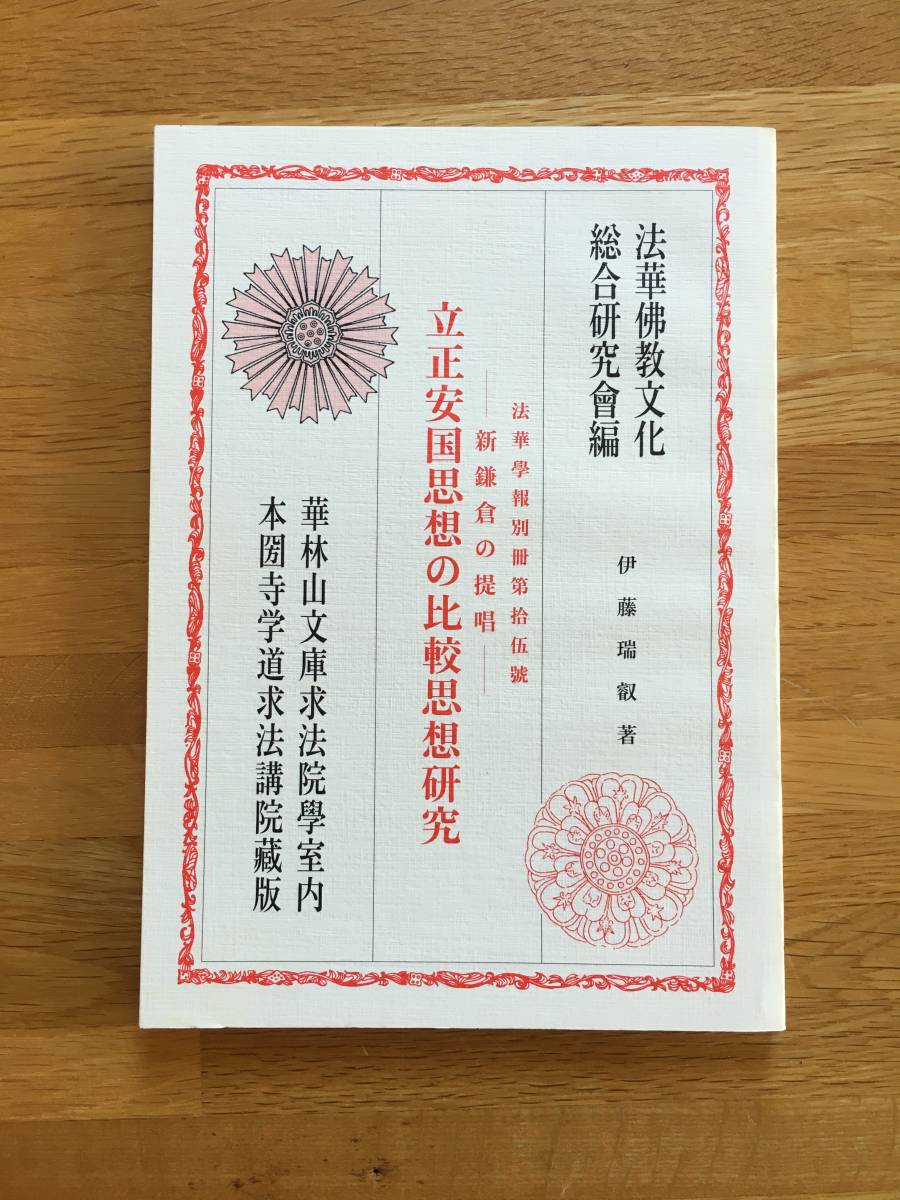 法華佛教文化
総合研究會編
伊藤瑞叡著
法華學報別冊第拾伍號
―新鎌倉の提唱―
立正安国思想の比較思想研究
華林山文庫求法院學室内
本圀寺学道求法講院藏版